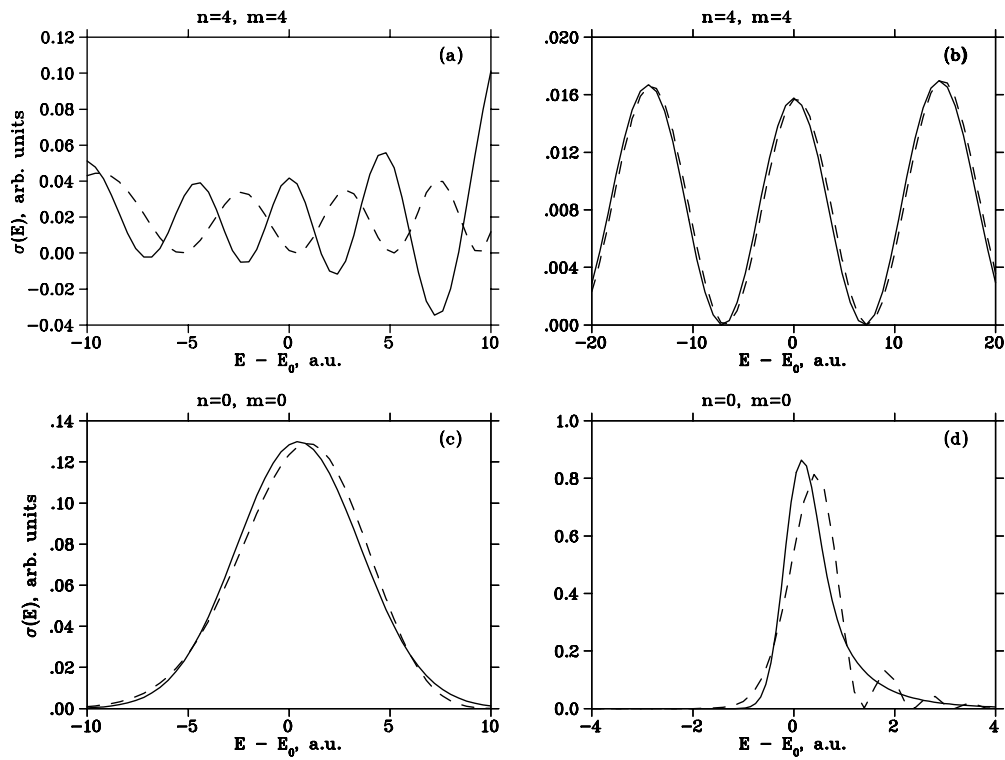 n=4, m=4
(a)
0.12
0.10
0.08
0.06
0.04
0.02
0.00
−0.02
−0.04
σ(E), arb. units
−10 −5 0 5 10
E − E₀, a.u.
n=4, m=4
(b)
.020
.016
.012
.008
.004
.000
−20 −10 0 10 20
E − E₀, a.u.
n=0, m=0
(c)
.14
.12
.10
.08
.06
.04
.02
.00
σ(E), arb. units
−10 −5 0 5 10
E − E₀, a.u.
n=0, m=0
(d)
1.0
0.8
0.6
0.4
0.2
0.0
−4 −2 0 2 4
E − E₀, a.u.